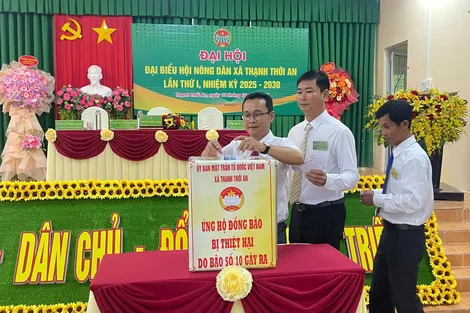 ĐẠI HỘI
ĐẠI BIỂU HỘI NÔNG DÂN XÃ THẠNH THỚI AN
LẦN THỨ I, NHIỆM KỲ 2025 - 2030
ỦY BAN MẶT TRẬN TỔ QUỐC VIỆT NAM
XÃ THẠNH THỚI AN
ỦNG HỘ ĐỒNG BÀO
BỊ THIỆT HẠI
DO BÃO SỐ 10 GÂY RA
- DÂN CHỦ - ĐỔ